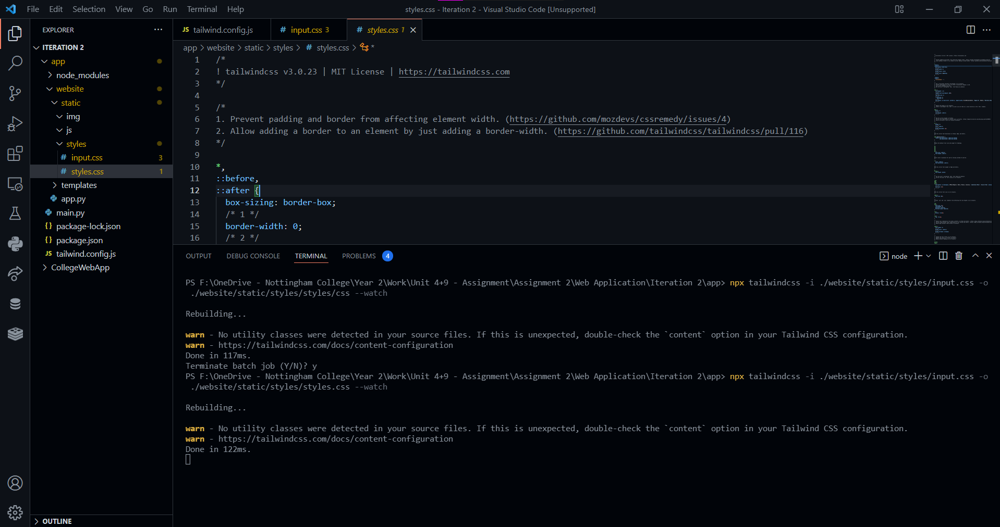 File Edit Selection View Go Run Terminal Help
styles.css - Iteration 2 - Visual Studio Code [Unsupported]
EXPLORER
ITERATION 2
app
node_modules
website
static
img
js
styles
# input.css 3
# styles.css 1
templates
app.py
main.py
{} package-lock.json
{} package.json
JS tailwind.config.js
CollegeWebApp
OUTLINE
JS tailwind.config.js # input.css 3 # styles.css 1
app > website > static > styles > # styles.css > *
1 /*
2 ! tailwindcss v3.0.23 | MIT License | https://tailwindcss.com
3 */
4
5 /*
6 1. Prevent padding and border from affecting element width. (https://github.com/mozdevs/cssremedy/issues/4)
7 2. Allow adding a border to an element by just adding a border-width. (https://github.com/tailwindcss/tailwindcss/pull/116)
8 */
9
10 *,
11 ::before,
12 ::after {
13 box-sizing: border-box;
14 /* 1 */
15 border-width: 0;
16 /* 2 */
OUTPUT DEBUG CONSOLE TERMINAL PROBLEMS 4
node
PS F:\OneDrive - Nottingham College\Year 2\Work\Unit 4+9 - Assignment\Assignment 2\Web Application\Iteration 2\app> npx tailwindcss -i ./website/static/styles/input.css -o
./website/static/styles/styles/css --watch
Rebuilding...
warn - No utility classes were detected in your source files. If this is unexpected, double-check the `content` option in your Tailwind CSS configuration.
warn - https://tailwindcss.com/docs/content-configuration
Done in 117ms.
Terminate batch job (Y/N)? y
PS F:\OneDrive - Nottingham College\Year 2\Work\Unit 4+9 - Assignment\Assignment 2\Web Application\Iteration 2\app> npx tailwindcss -i ./website/static/styles/input.css -o
./website/static/styles/styles.css --watch
Rebuilding...
warn - No utility classes were detected in your source files. If this is unexpected, double-check the `content` option in your Tailwind CSS configuration.
warn - https://tailwindcss.com/docs/content-configuration
Done in 122ms.